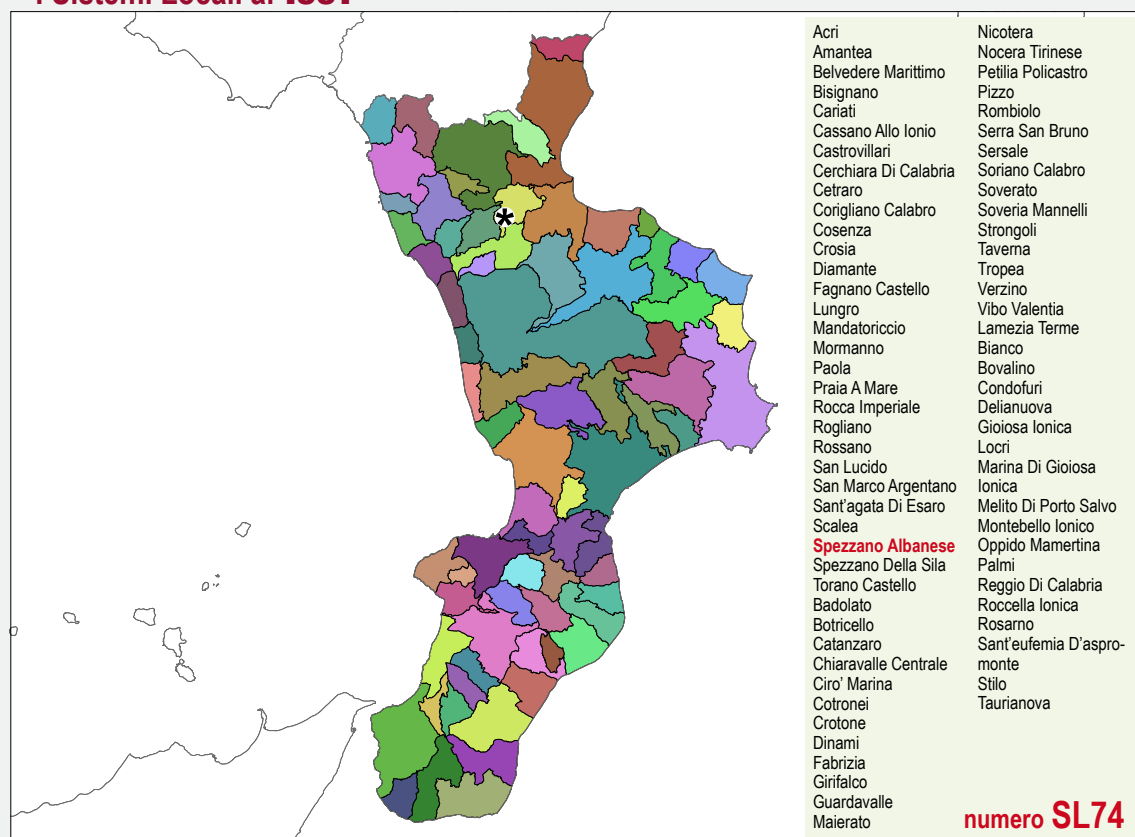 i Sistemi Locali al
Acri
Amantea
Belvedere Marittimo
Bisignano
Cariati
Cassano Allo Ionio
Castrovillari
Cerchiara Di Calabria
Cetraro
Corigliano Calabro
Cosenza
Crosia
Diamante
Fagnano Castello
Lungro
Mandatoriccio
Mormanno
Paola
Praia A Mare
Rocca Imperiale
Rogliano
Rossano
San Lucido
San Marco Argentano
Sant'agata Di Esaro
Scalea
Spezzano Albanese
Spezzano Della Sila
Torano Castello
Badolato
Botricello
Catanzaro
Chiaravalle Centrale
Ciro' Marina
Cotronei
Crotone
Dinami
Fabrizia
Girifalco
Guardavalle
Maierato
Nicotera
Nocera Tirinese
Petilia Policastro
Pizzo
Rombiolo
Serra San Bruno
Sersale
Soriano Calabro
Soverato
Soveria Mannelli
Strongoli
Taverna
Tropea
Verzino
Vibo Valentia
Lamezia Terme
Bianco
Bovalino
Condofuri
Delianuova
Gioiosa Ionica
Locri
Marina Di Gioiosa
Ionica
Melito Di Porto Salvo
Montebello Ionico
Oppido Mamertina
Palmi
Reggio Di Calabria
Roccella Ionica
Rosarno
Sant'eufemia D'aspro-
monte
Stilo
Taurianova
numero SL74